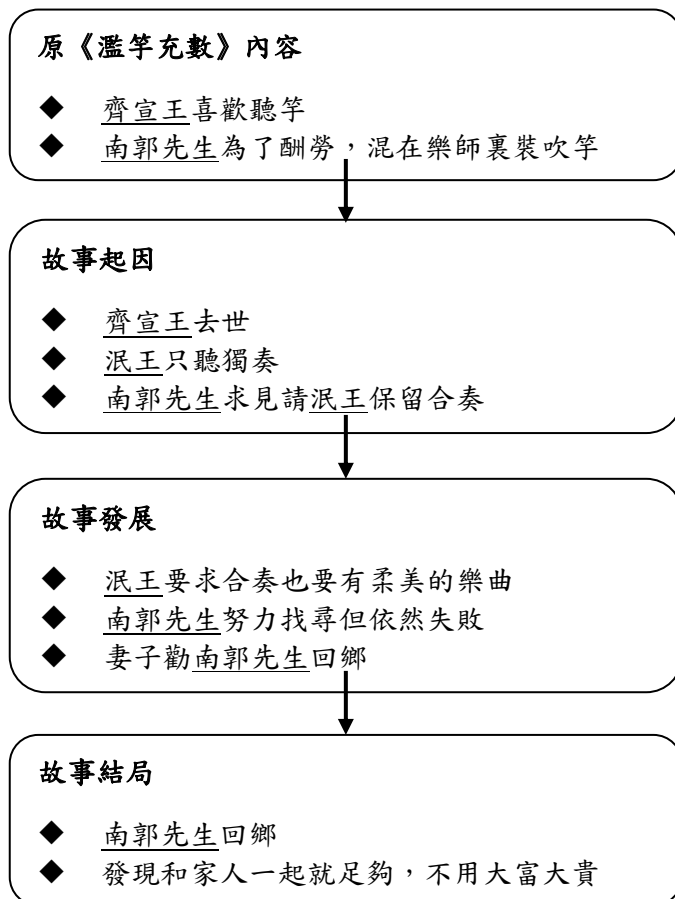 原《濫竽充數》內容
◆ 齊宣王喜歡聽竽
◆ 南郭先生為了酬勞，混在樂師裏裝吹竽
故事起因
◆ 齊宣王去世
◆ 泯王只聽獨奏
◆ 南郭先生求見請泯王保留合奏
故事發展
◆ 泯王要求合奏也要有柔美的樂曲
◆ 南郭先生努力找尋但依然失敗
◆ 妻子勸南郭先生回鄉
故事結局
◆ 南郭先生回鄉
◆ 發現和家人一起就足夠，不用大富大貴